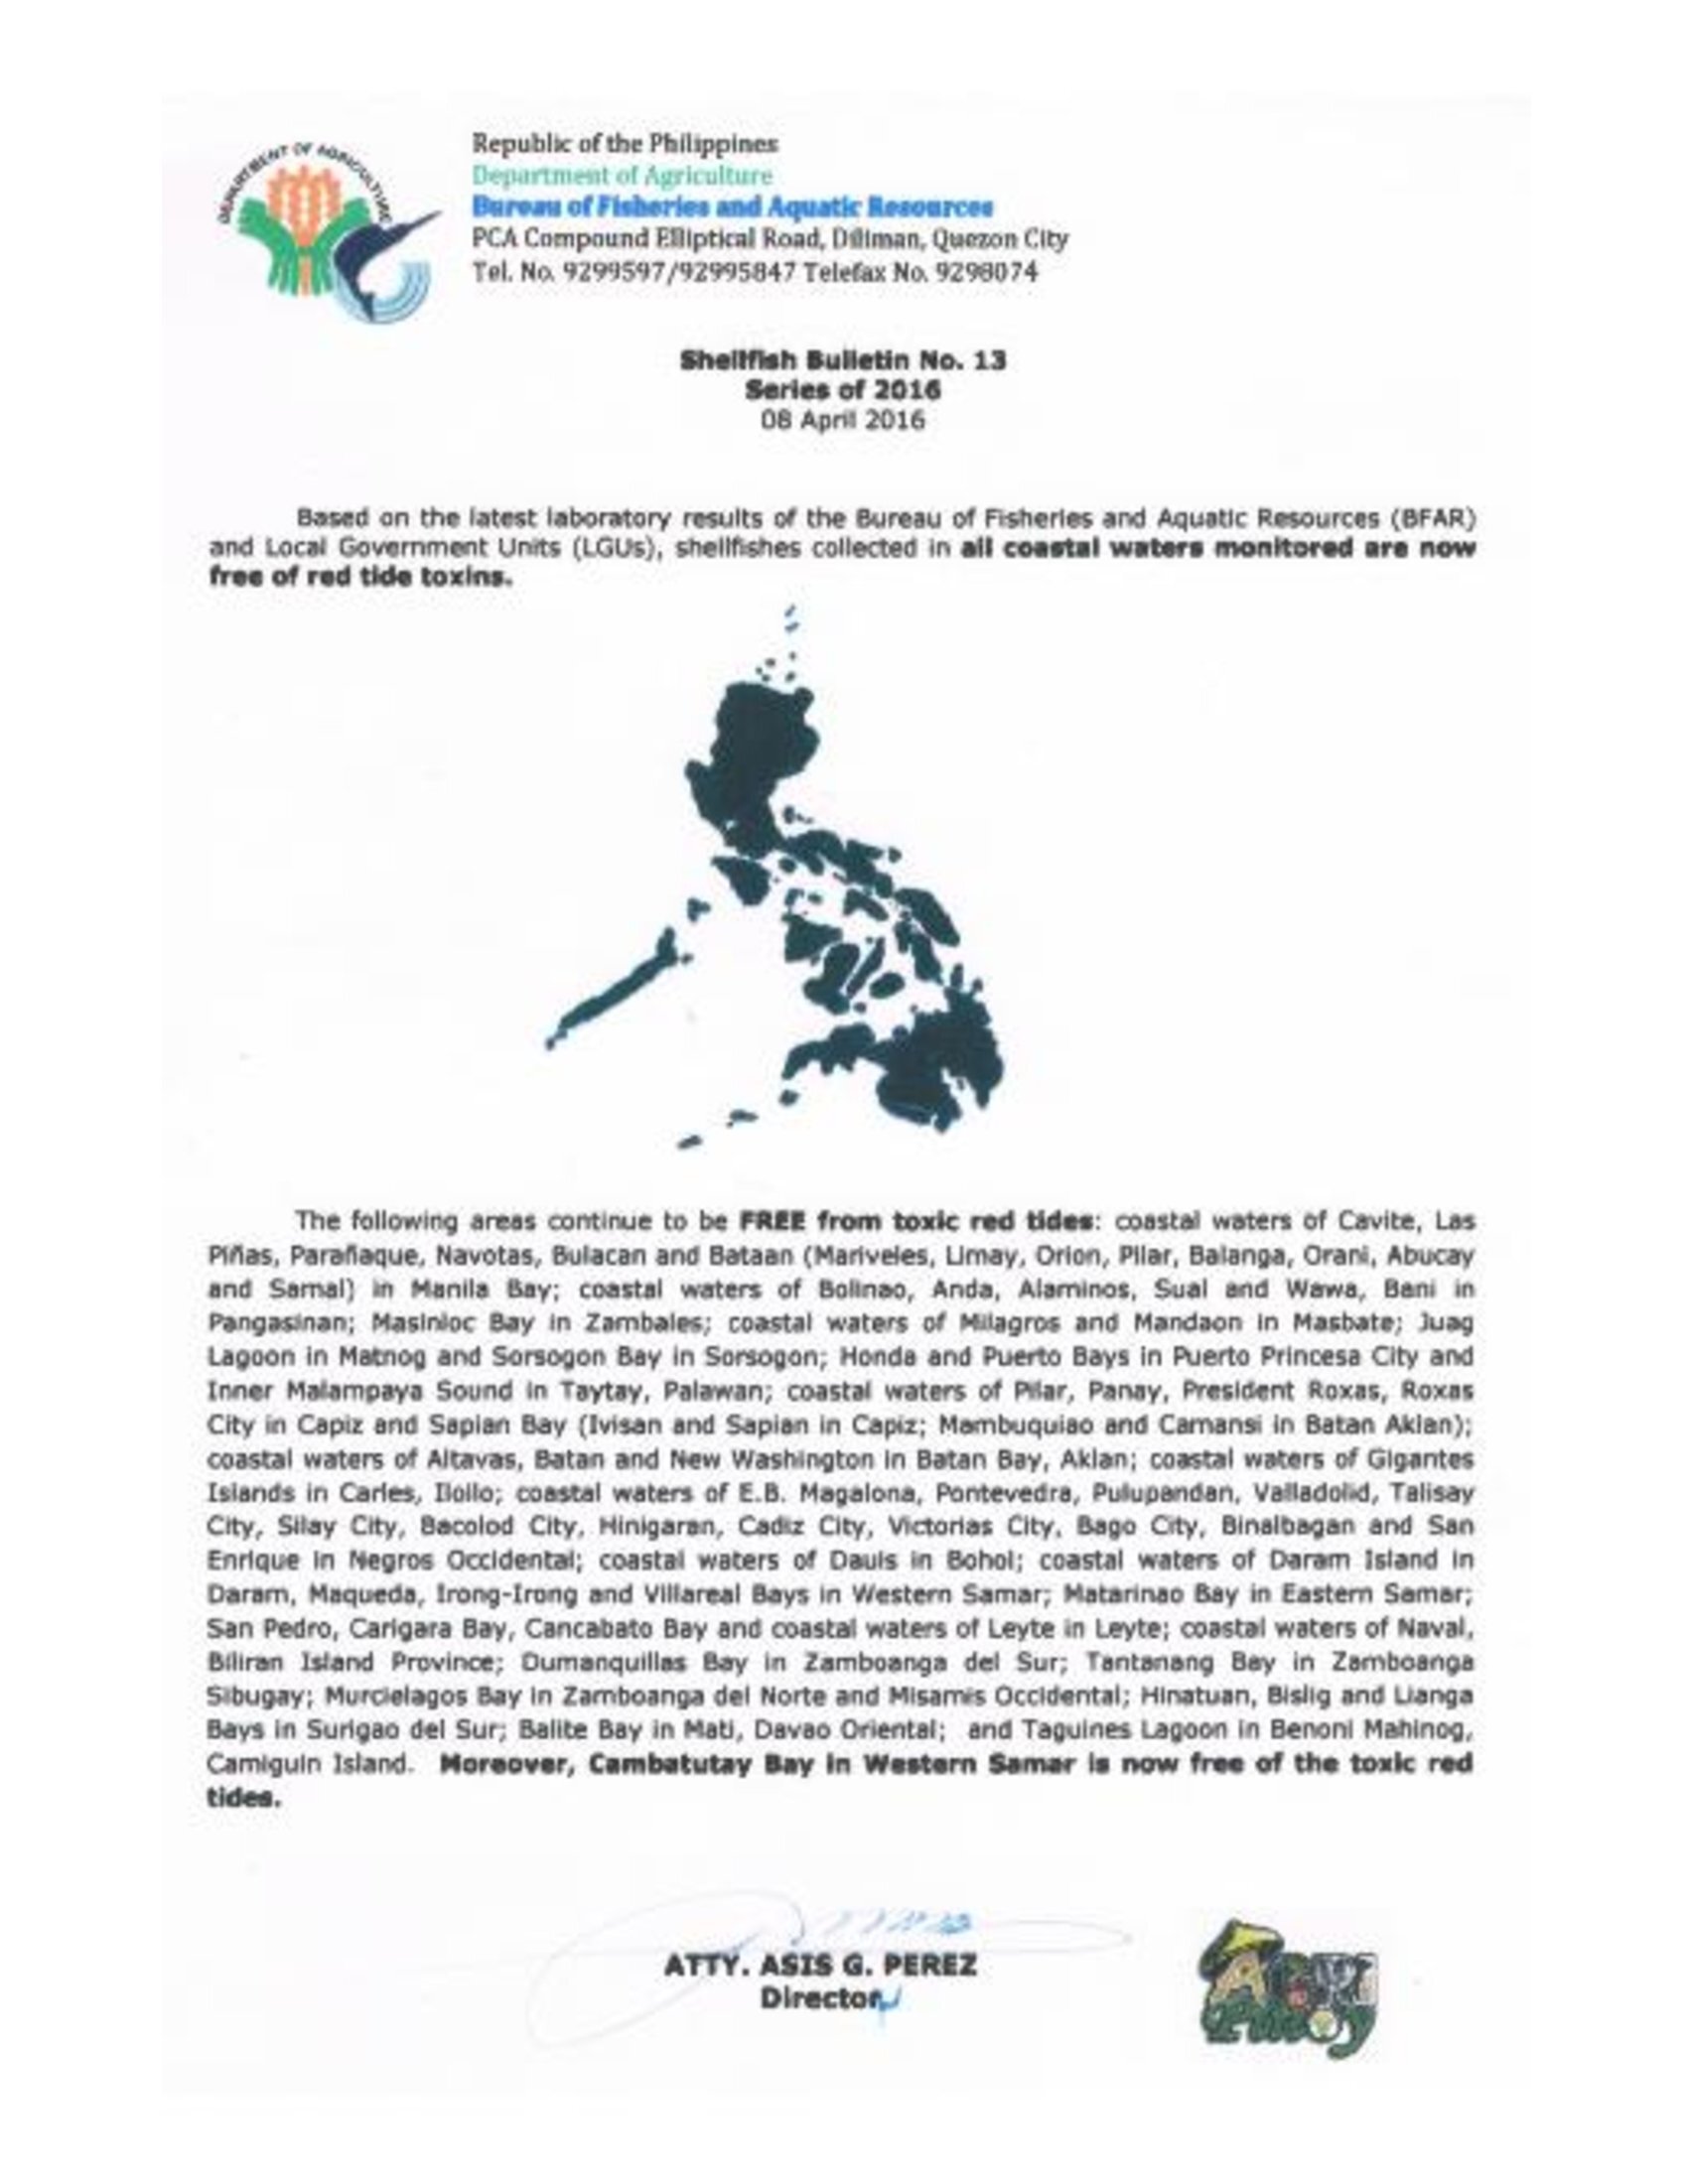 DEPARTMENT OF AGRICULTURE
Republic of the Philippines
Department of Agriculture
Bureau of Fisheries and Aquatic Resources
PCA Compound Elliptical Road, Diliman, Quezon City
Tel. No. 9299597/92995847 Telefax No. 9298074
Shellfish Bulletin No. 13
Series of 2016
08 April 2016
Based on the latest laboratory results of the Bureau of Fisheries and Aquatic Resources (BFAR)
and Local Government Units (LGUs), shellfishes collected in all coastal waters monitored are now
free of red tide toxins.
The following areas continue to be FREE from toxic red tides: coastal waters of Cavite, Las
Piñas, Parañaque, Navotas, Bulacan and Bataan (Mariveles, Limay, Orion, Pilar, Balanga, Orani, Abucay
and Samal) in Manila Bay; coastal waters of Bolinao, Anda, Alaminos, Sual and Wawa, Bani in
Pangasinan; Masinloc Bay in Zambales; coastal waters of Milagros and Mandaon in Masbate; Juag
Lagoon in Matnog and Sorsogon Bay in Sorsogon; Honda and Puerto Bays in Puerto Princesa City and
Inner Malampaya Sound in Taytay, Palawan; coastal waters of Pilar, Panay, President Roxas, Roxas
City in Capiz and Sapian Bay (Ivisan and Sapian in Capiz; Mambuquiao and Camansi in Batan Aklan);
coastal waters of Altavas, Batan and New Washington in Batan Bay, Aklan; coastal waters of Gigantes
Islands in Carles, Iloilo; coastal waters of E.B. Magalona, Pontevedra, Pulupandan, Valladolid, Talisay
City, Silay City, Bacolod City, Hinigaran, Cadiz City, Victorias City, Bago City, Binalbagan and San
Enrique in Negros Occidental; coastal waters of Dauis in Bohol; coastal waters of Daram Island in
Daram, Maqueda, Irong-Irong and Villareal Bays in Western Samar; Matarinao Bay in Eastern Samar;
San Pedro, Carigara Bay, Cancabato Bay and coastal waters of Leyte in Leyte; coastal waters of Naval,
Biliran Island Province; Dumanquillas Bay in Zamboanga del Sur; Tantanang Bay in Zamboanga
Sibugay; Murcielagos Bay in Zamboanga del Norte and Misamis Occidental; Hinatuan, Bislig and Lianga
Bays in Surigao del Sur; Balite Bay in Mati, Davao Oriental; and Taguines Lagoon in Benoni Mahinog,
Camiguin Island. Moreover, Cambatutay Bay in Western Samar is now free of the toxic red
tides.
ATTY. ASIS G. PEREZ
Director
AGRI
Pinoy